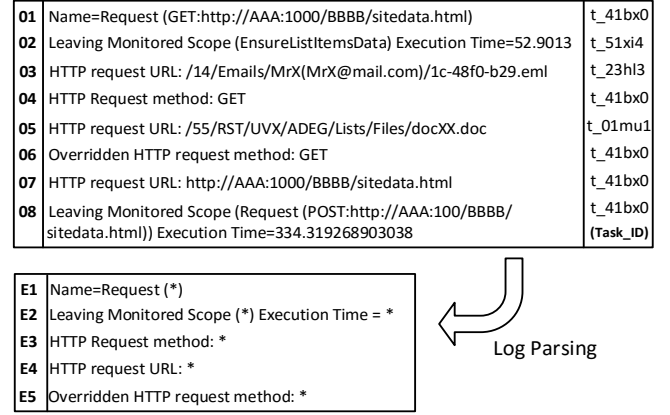 01 Name=Request (GET:http://AAA:1000/BBBB/sitedata.html) t_41bx0
02 Leaving Monitored Scope (EnsureListItemsData) Execution Time=52.9013 t_51xi4
03 HTTP request URL: /14/Emails/MrX(MrX@mail.com)/1c-48f0-b29.eml t_23hl3
04 HTTP Request method: GET t_41bx0
05 HTTP request URL: /55/RST/UVX/ADEG/Lists/Files/docXX.doc t_01mu1
06 Overridden HTTP request method: GET t_41bx0
07 HTTP request URL: http://AAA:1000/BBBB/sitedata.html t_41bx0
08 Leaving Monitored Scope (Request (POST:http://AAA:100/BBBB/ t_41bx0
sitedata.html)) Execution Time=334.319268903038 (Task_ID)
E1 Name=Request (*)
E2 Leaving Monitored Scope (*) Execution Time = *
E3 HTTP Request method: *
E4 HTTP request URL: *
E5 Overridden HTTP request method: *
Log Parsing